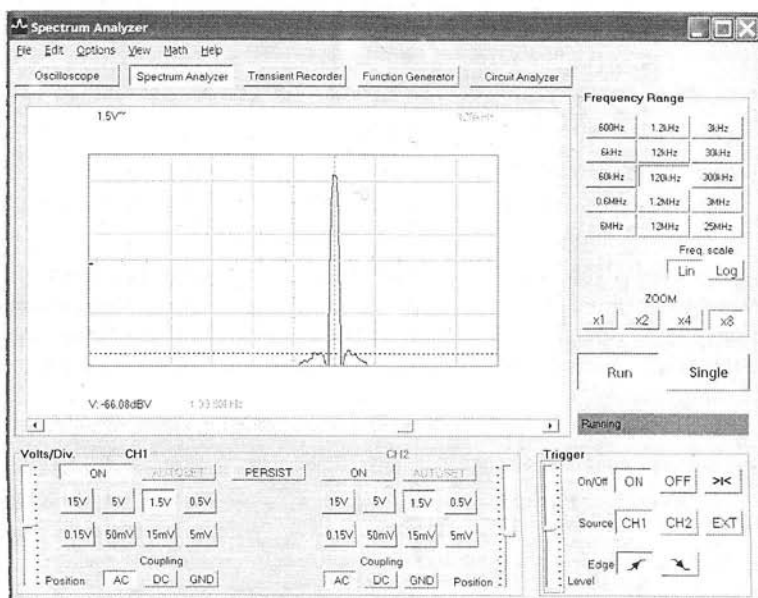 Spectrum Analyzer
File Edit Options View Math Help
Oscilloscope Spectrum Analyzer Transient Recorder Function Generator Circuit Analyzer
1.5V~
Frequency Range
600Hz 1.2kHz 3kHz
6kHz 12kHz 30kHz
60kHz 120kHz 300kHz
0.6MHz 1.2MHz 3MHz
6MHz 12MHz 25MHz
Freq. scale
Lin Log
ZOOM
x1 x2 x4 x8
Run Single
V: -66.08dBV
Running
Volts/Div. CH1 CH2
ON AUTOSET PERSIST ON AUTOSET
15V 5V 1.5V 0.5V 15V 5V 1.5V 0.5V
0.15V 50mV 15mV 5mV 0.15V 50mV 15mV 5mV
Coupling Coupling
Position AC DC GND AC DC GND Position
Trigger
On/Off ON OFF
Source CH1 CH2 EXT
Edge
Level